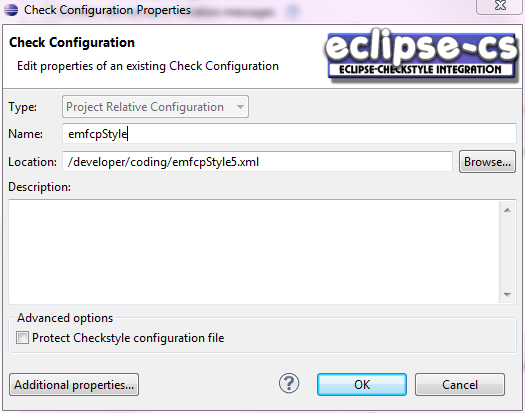 Check Configuration Properties
Check Configuration
Edit properties of an existing Check Configuration
eclipse-cs
ECLIPSE-CHECKSTYLE INTEGRATION
Type: Project Relative Configuration
Name: emfcpStyle
Location: /developer/coding/emfcpStyle5.xml Browse...
Description:
Advanced options
Protect Checkstyle configuration file
Additional properties... ? OK Cancel